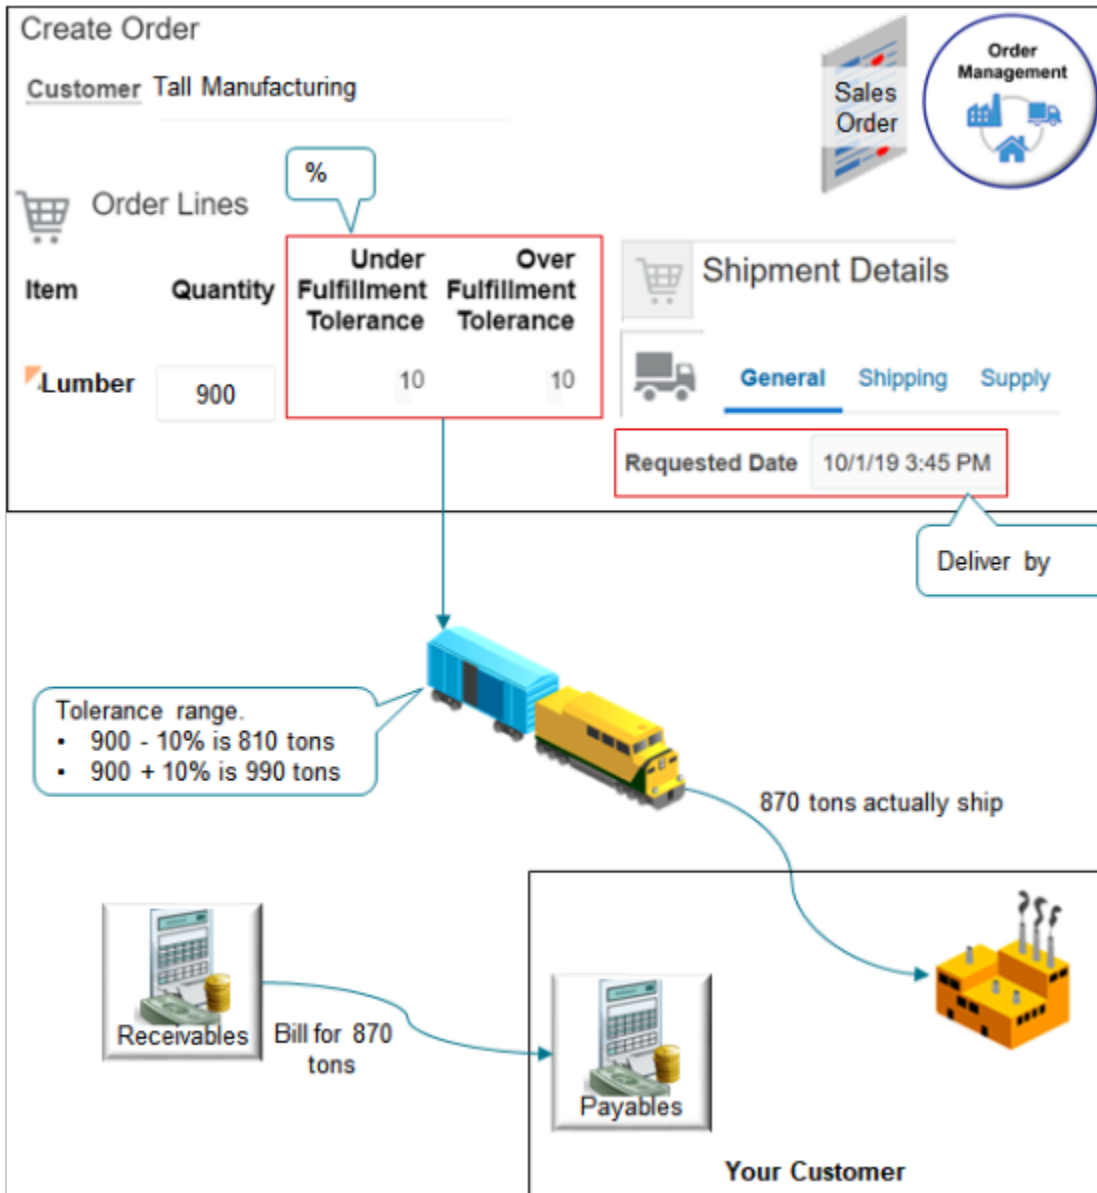 Create Order
Customer Tall Manufacturing
Sales
Order
Order
Management
%
Order Lines
Item
Quantity
Under
Fulfillment
Tolerance
Over
Fulfillment
Tolerance
Lumber
900
10
10
Shipment Details
General Shipping Supply
Requested Date 10/1/19 3:45 PM
Deliver by
Tolerance range.
• 900 - 10% is 810 tons
• 900 + 10% is 990 tons
870 tons actually ship
Receivables
Bill for 870
tons
Payables
Your Customer